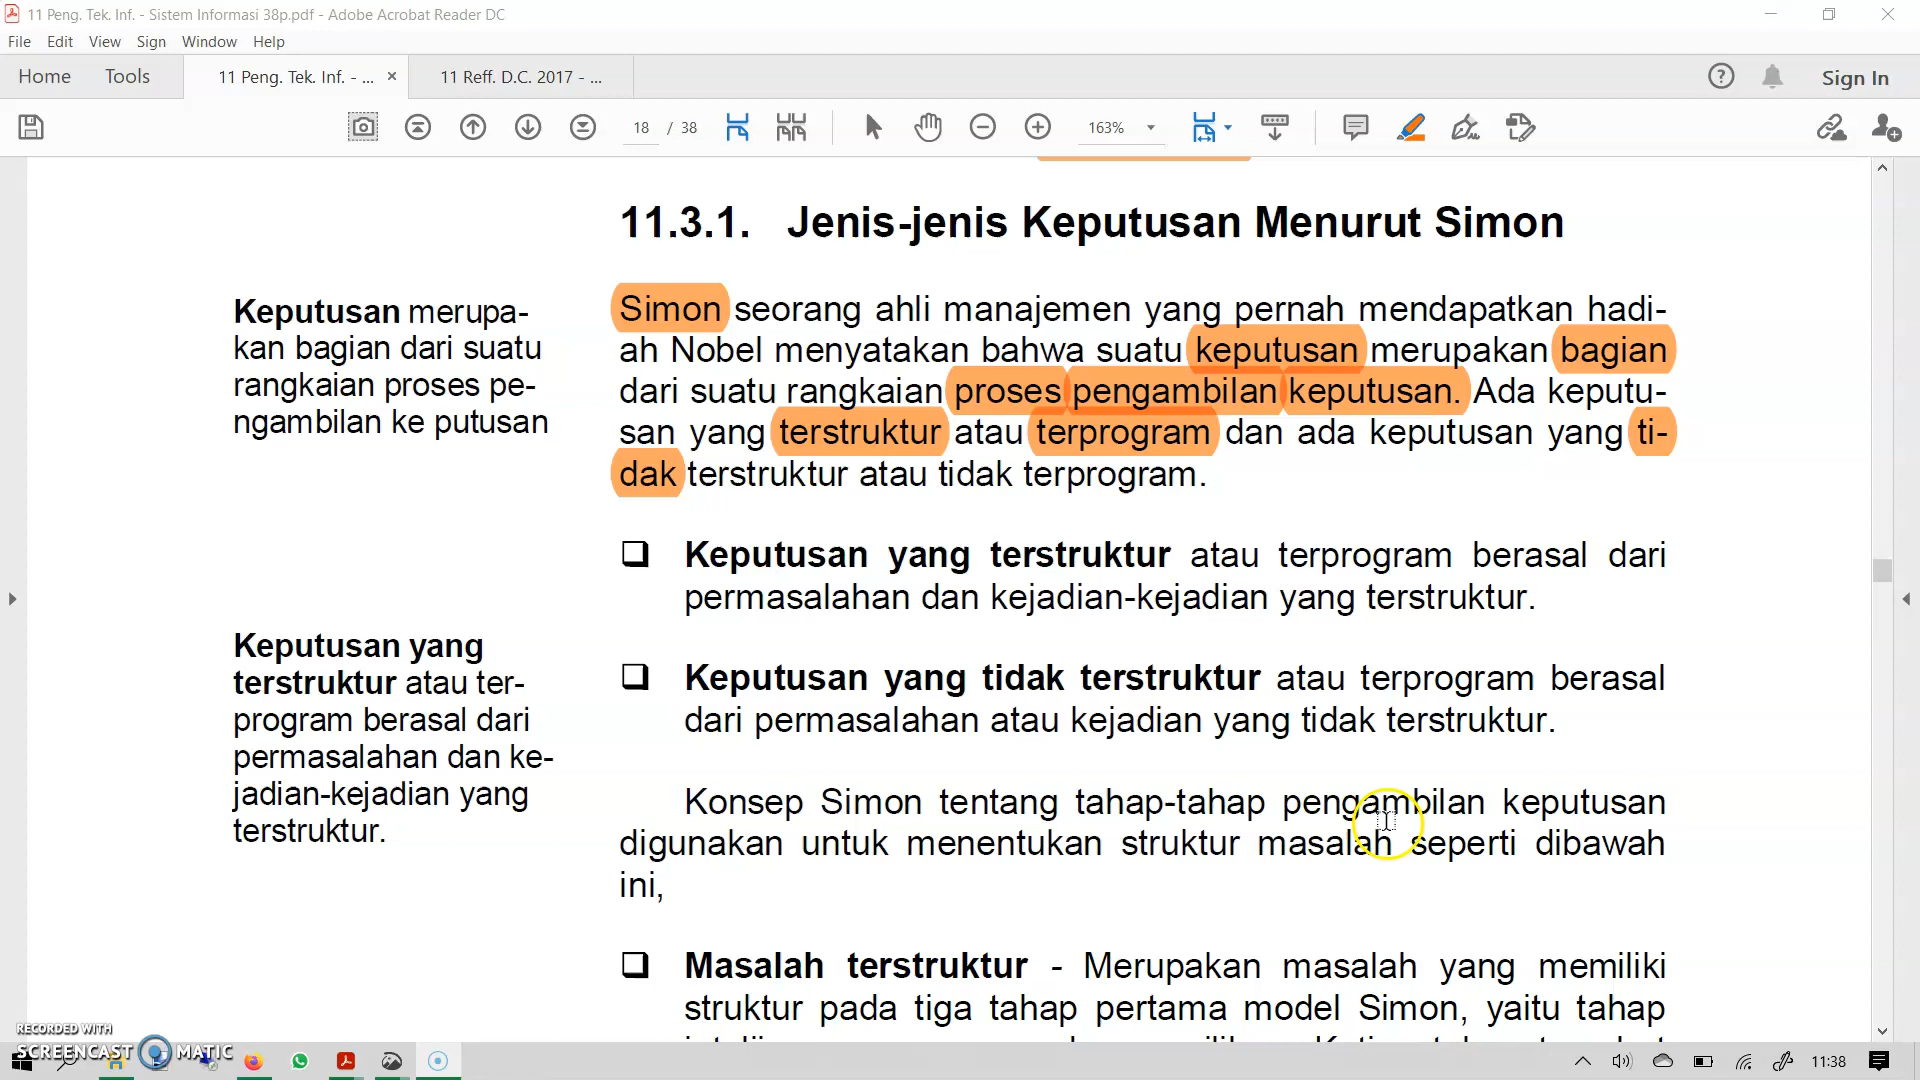 11 Peng. Tek. Inf. - Sistem Informasi 38p.pdf - Adobe Acrobat Reader DC
File Edit View Sign Window Help
Home Tools 11 Peng. Tek. Inf. - ... × 11 Reff. D.C. 2017 - ... Sign In
18 / 38 163%
11.3.1. Jenis-jenis Keputusan Menurut Simon
Keputusan merupa-
kan bagian dari suatu
rangkaian proses pe-
ngambilan ke putusan
Simon seorang ahli manajemen yang pernah mendapatkan hadi-
ah Nobel menyatakan bahwa suatu keputusan merupakan bagian
dari suatu rangkaian proses pengambilan keputusan. Ada keputu-
san yang terstruktur atau terprogram dan ada keputusan yang ti-
dak terstruktur atau tidak terprogram.
❑ Keputusan yang terstruktur atau terprogram berasal dari
permasalahan dan kejadian-kejadian yang terstruktur.
Keputusan yang
terstruktur atau ter-
program berasal dari
permasalahan dan ke-
jadian-kejadian yang
terstruktur.
❑ Keputusan yang tidak terstruktur atau terprogram berasal
dari permasalahan atau kejadian yang tidak terstruktur.
Konsep Simon tentang tahap-tahap pengambilan keputusan
digunakan untuk menentukan struktur masalah seperti dibawah
ini,
❑ Masalah terstruktur - Merupakan masalah yang memiliki
struktur pada tiga tahap pertama model Simon, yaitu tahap
RECORDED WITH
SCREENCAST MATIC
11:38